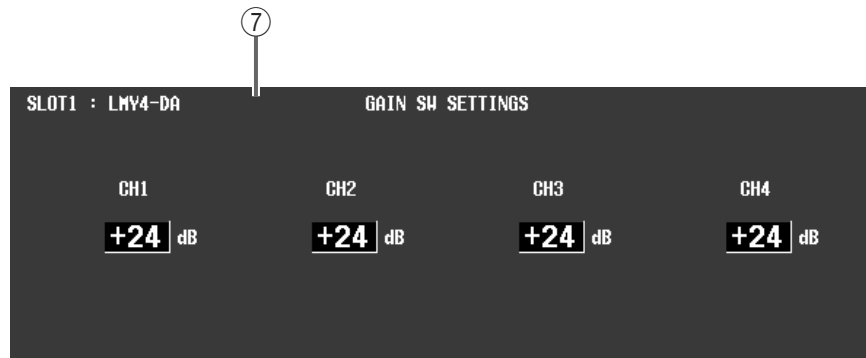 ⑦
SLOT1 : LMY4-DA GAIN SW SETTINGS
CH1 CH2 CH3 CH4
+24 dB +24 dB +24 dB +24 dB